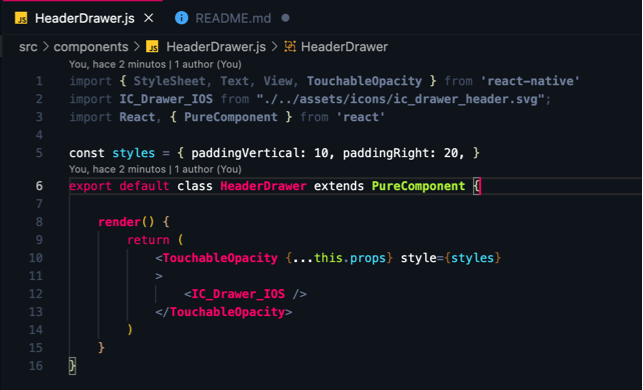 JS HeaderDrawer.js × README.md
src > components > JS HeaderDrawer.js > HeaderDrawer
You, hace 2 minutos | 1 author (You)
1 import { StyleSheet, Text, View, TouchableOpacity } from 'react-native'
2 import IC_Drawer_IOS from "./../assets/icons/ic_drawer_header.svg";
3 import React, { PureComponent } from 'react'
4
5 const styles = { paddingVertical: 10, paddingRight: 20, }
You, hace 2 minutos | 1 author (You)
6 export default class HeaderDrawer extends PureComponent {
7
8 render() {
9 return (
10 <TouchableOpacity {...this.props} style={styles}
11 >
12 <IC_Drawer_IOS />
13 </TouchableOpacity>
14 )
15 }
16 }